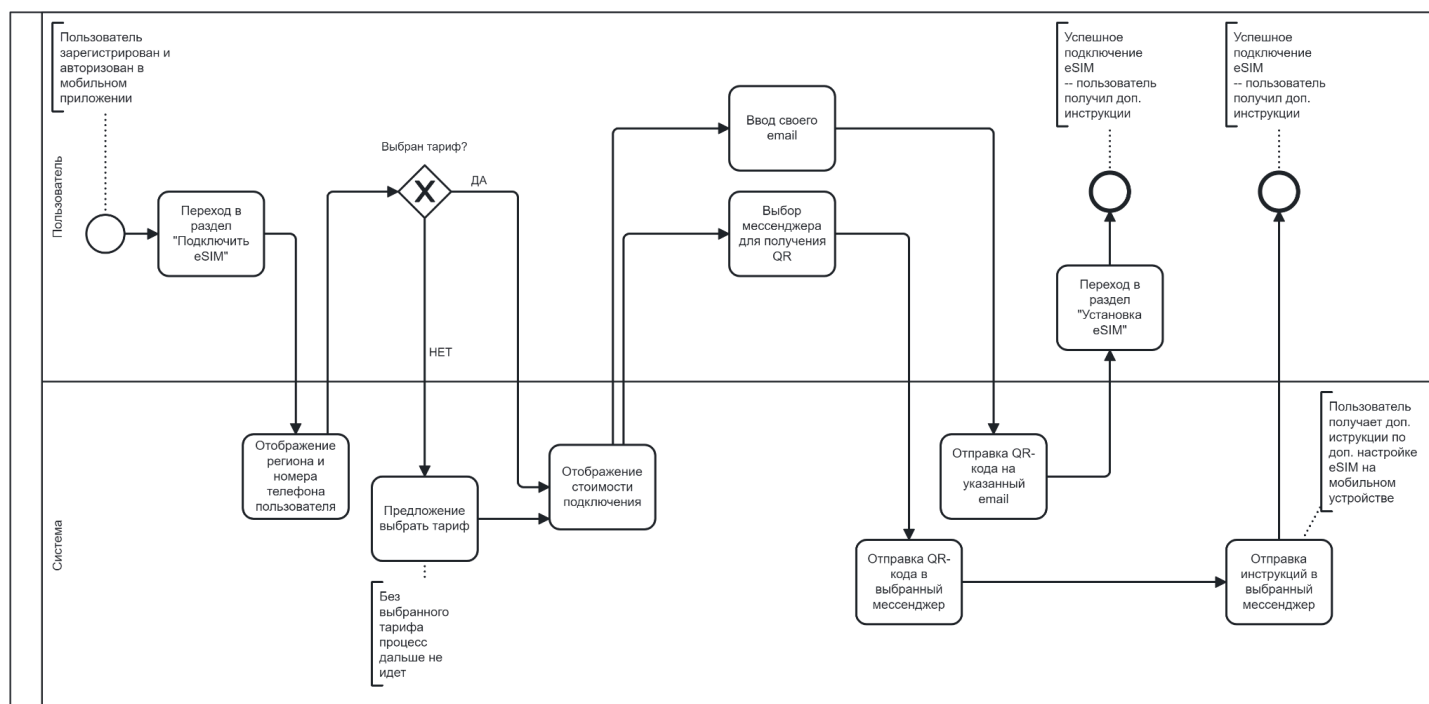 Пользователь
Пользователь
зарегистрирован и
авторизован в
мобильном
приложении
Переход в
раздел
"Подключить
eSIM"
Выбран тариф?
ДА
НЕТ
Ввод своего
email
Выбор
мессенджера
для получения
QR
Успешное
подключение
eSIM
-- пользователь
получил доп.
инструкции
Успешное
подключение
eSIM
-- пользователь
получил доп.
инструкции
Переход в
раздел
"Установка
eSIM"
Система
Отображение
региона и
номера
телефона
пользователя
Предложение
выбрать тариф
Без
выбранного
тарифа
процесс
дальше не
идет
Отображение
стоимости
подключения
Отправка QR-
кода на
указанный
email
Отправка QR-
кода в
выбранный
мессенджер
Отправка
инструкций в
выбранный
мессенджер
Пользователь
получает доп.
иструкции по
доп. настройке
eSIM на
мобильном
устройстве